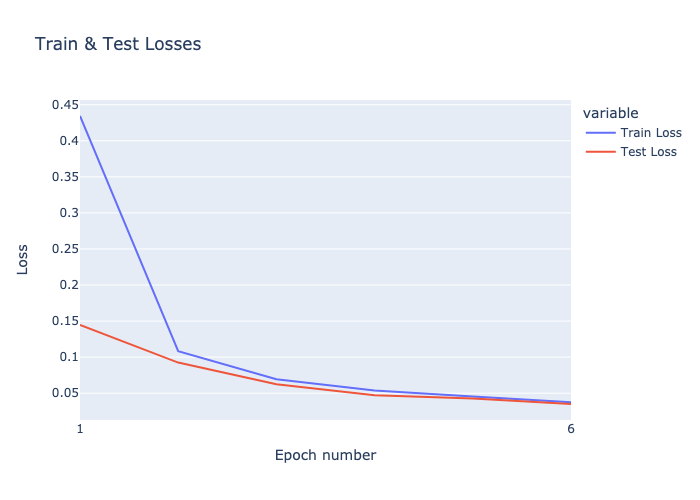 Train & Test Losses
variable
Train Loss
Test Loss
0.45
0.4
0.35
0.3
0.25
0.2
0.15
0.1
0.05
Loss
1
6
Epoch number